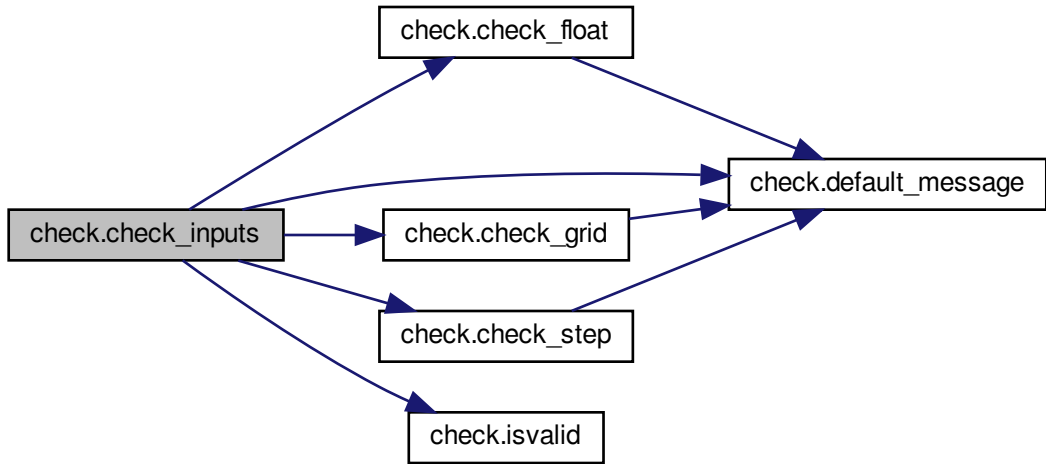 check.check_float
check.default_message
check.check_inputs
check.check_grid
check.check_step
check.isvalid